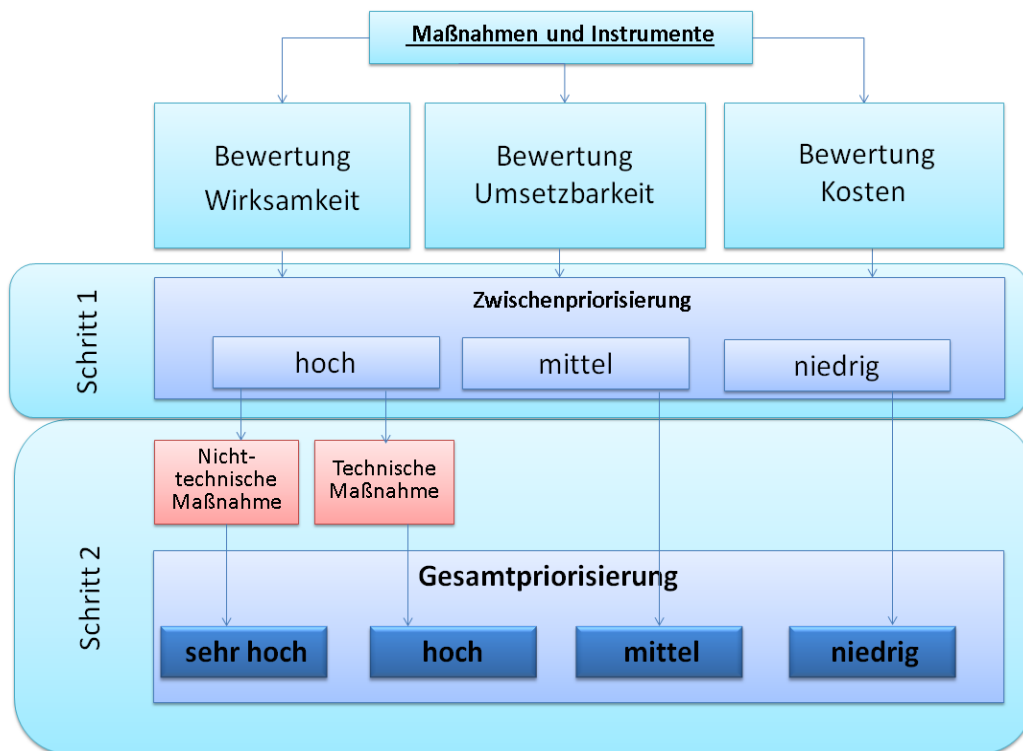 Maßnahmen und Instrumente
Bewertung
Wirksamkeit
Bewertung
Umsetzbarkeit
Bewertung
Kosten
Schritt 1
Zwischenpriorisierung
hoch
mittel
niedrig
Schritt 2
Nicht-
technische
Maßnahme
Technische
Maßnahme
Gesamtpriorisierung
sehr hoch
hoch
mittel
niedrig